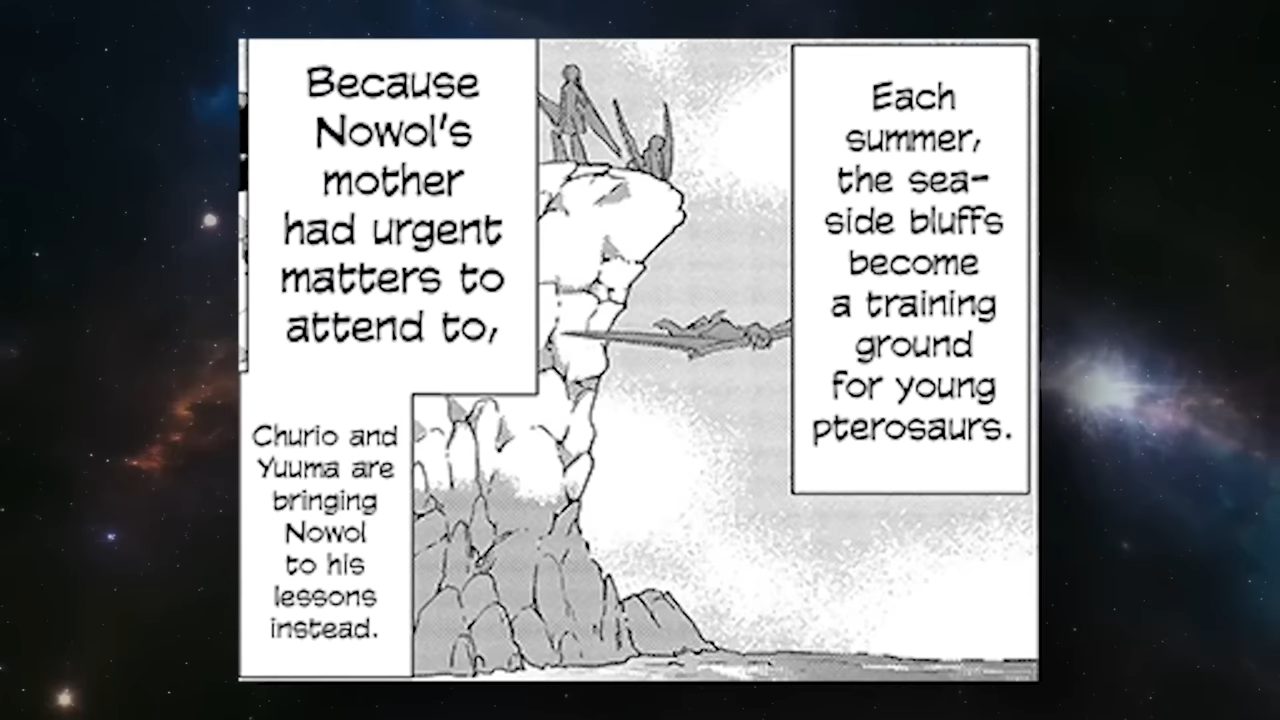 Each
summer,
the sea-
side bluffs
become
a training
ground
for young
pterosaurs.
Because
Nowol's
mother
had urgent
matters to
attend to,
Churio and
Yuuma are
bringing
Nowol
to his
lessons
instead.